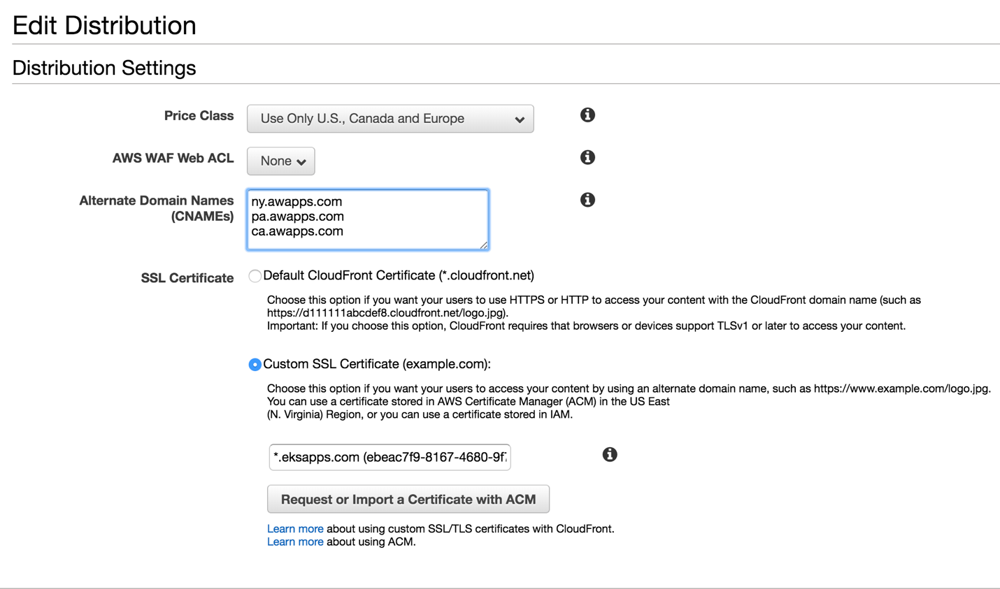 Edit Distribution
Distribution Settings
Price Class
Use Only U.S., Canada and Europe
AWS WAF Web ACL
None
Alternate Domain Names
(CNAMEs)
ny.awapps.com
pa.awapps.com
ca.awapps.com
SSL Certificate
Default CloudFront Certificate (*.cloudfront.net)
Choose this option if you want your users to use HTTPS or HTTP to access your content with the CloudFront domain name (such as
https://d111111abcdef8.cloudfront.net/logo.jpg).
Important: If you choose this option, CloudFront requires that browsers or devices support TLSv1 or later to access your content.
Custom SSL Certificate (example.com):
Choose this option if you want your users to access your content by using an alternate domain name, such as https://www.example.com/logo.jpg.
You can use a certificate stored in AWS Certificate Manager (ACM) in the US East
(N. Virginia) Region, or you can use a certificate stored in IAM.
*.eksapps.com (ebeac7f9-8167-4680-9f7
Request or Import a Certificate with ACM
Learn more about using custom SSL/TLS certificates with CloudFront.
Learn more about using ACM.